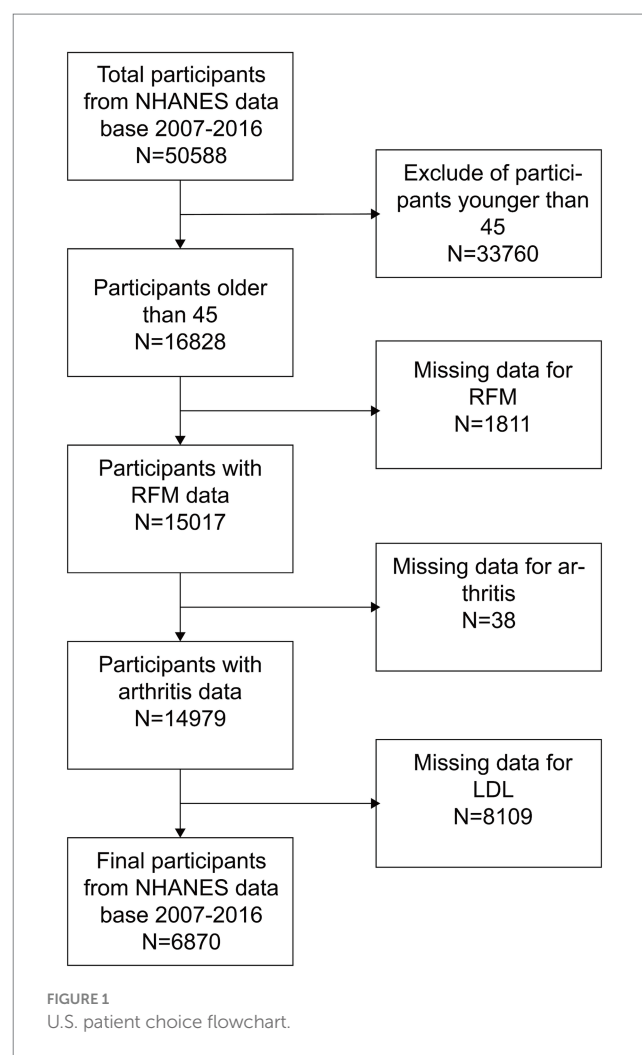 Total participants
from NHANES data
base 2007-2016
N=50588
Exclude of partici-
pants younger than
45
N=33760
Participants older
than 45
N=16828
Missing data for
RFM
N=1811
Participants with
RFM data
N=15017
Missing data for ar-
thritis
N=38
Participants with
arthritis data
N=14979
Missing data for
LDL
N=8109
Final participants
from NHANES data
base 2007-2016
N=6870
FIGURE 1
U.S. patient choice flowchart.